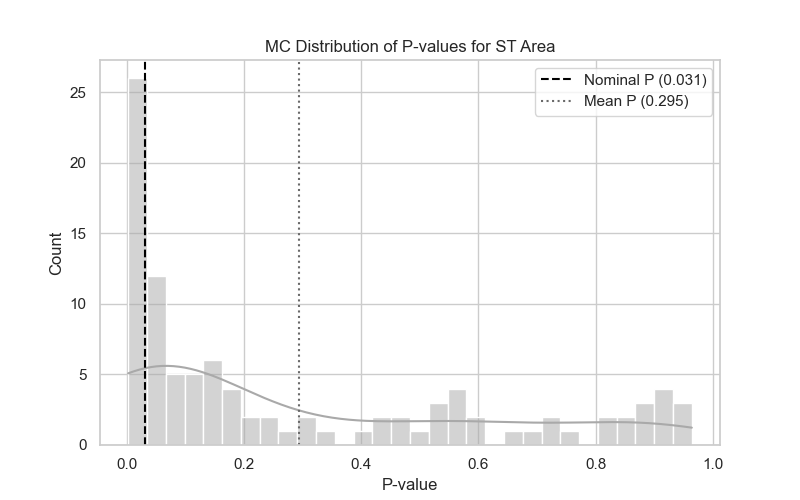 MC Distribution of P-values for ST Area
Nominal P (0.031)
Mean P (0.295)
Count
25
20
15
10
5
0
0.0 0.2 0.4 0.6 0.8 1.0
P-value